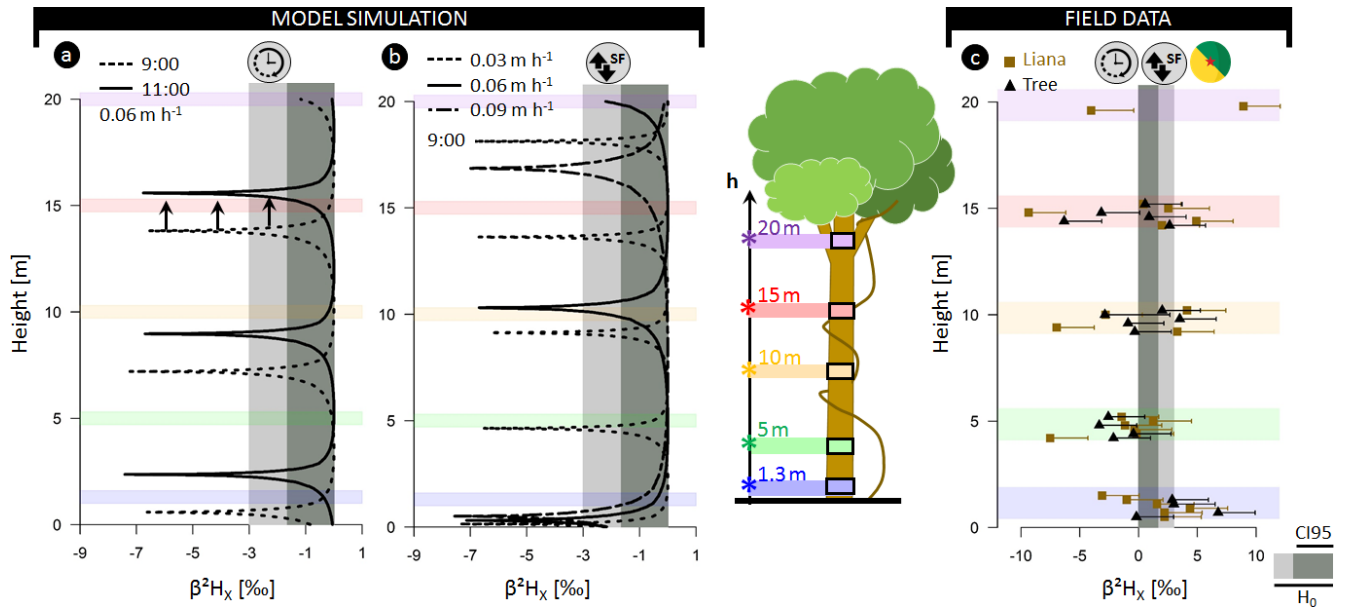 MODEL SIMULATION
FIELD DATA
a
9:00
11:00
0.06 m h⁻¹
b
SF
0.03 m h⁻¹
0.06 m h⁻¹
0.09 m h⁻¹
9:00
c
Liana
Tree
SF
20
15
10
5
0
Height [m]
-9 -7 -5 -3 -1 1
β²Hₓ [‰]
20
15
10
5
0
-9 -7 -5 -3 -1 1
β²Hₓ [‰]
h
20 m
15 m
10 m
5 m
1.3 m
* * * * *
20
15
10
5
0
Height [m]
-10 -5 0 5 10
β²Hₓ [‰]
CI95
H₀